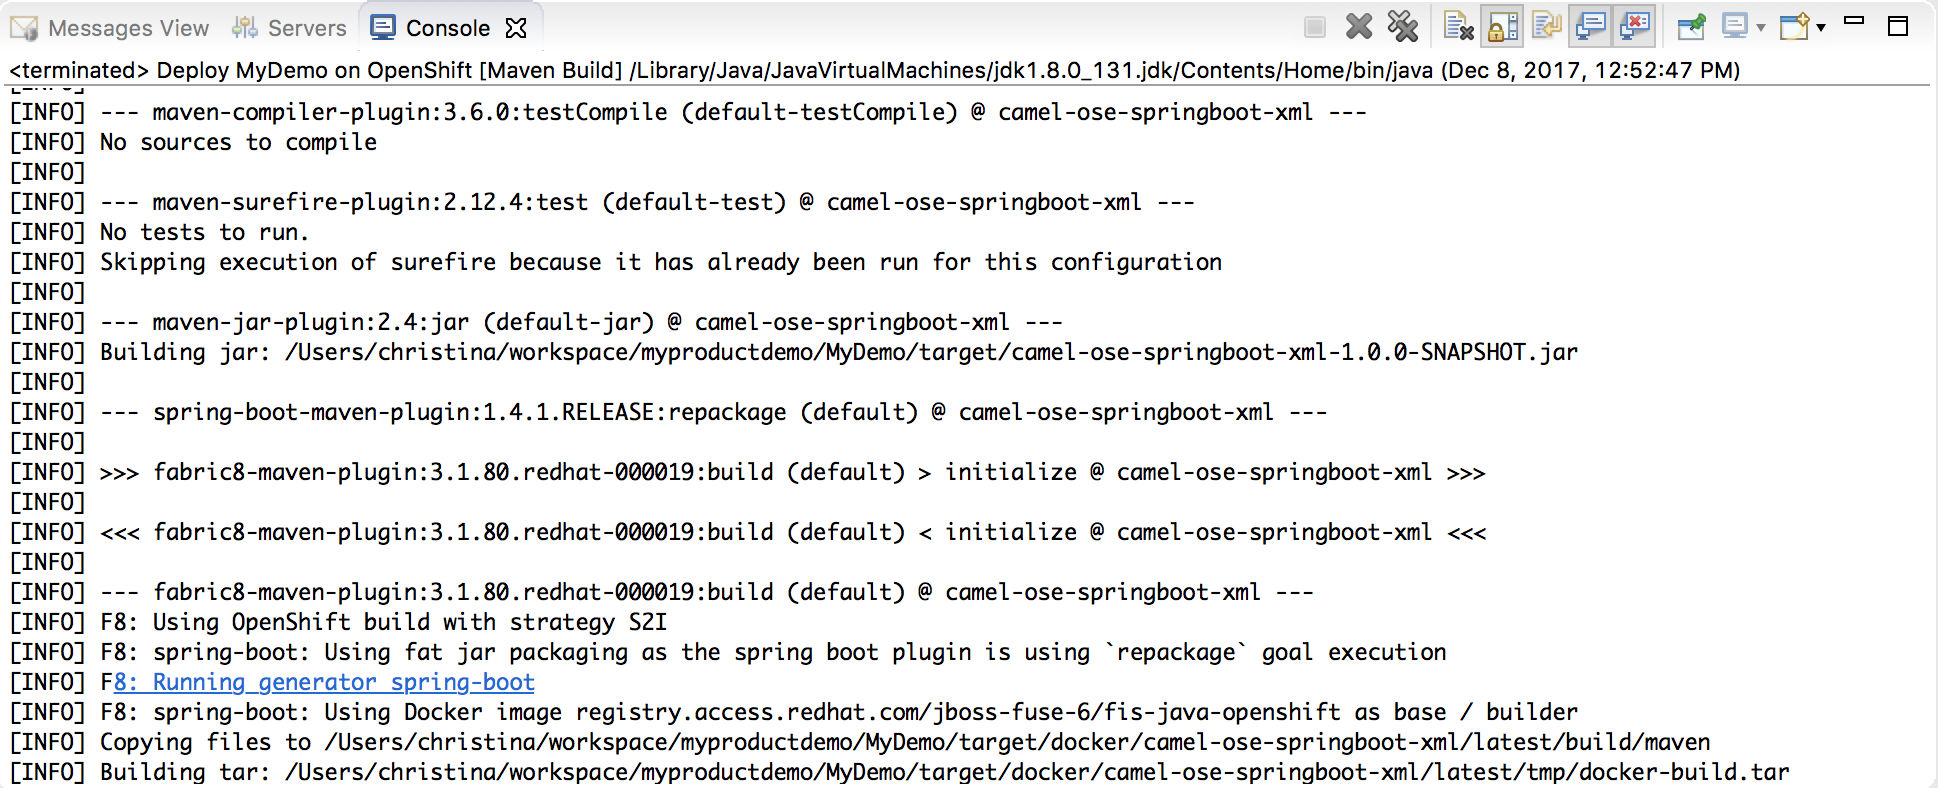 Messages View Servers Console
<terminated> Deploy MyDemo on OpenShift [Maven Build] /Library/Java/JavaVirtualMachines/jdk1.8.0_131.jdk/Contents/Home/bin/java (Dec 8, 2017, 12:52:47 PM)
[INFO]
[INFO] --- maven-compiler-plugin:3.6.0:testCompile (default-testCompile) @ camel-ose-springboot-xml ---
[INFO] No sources to compile
[INFO]
[INFO] --- maven-surefire-plugin:2.12.4:test (default-test) @ camel-ose-springboot-xml ---
[INFO] No tests to run.
[INFO] Skipping execution of surefire because it has already been run for this configuration
[INFO]
[INFO] --- maven-jar-plugin:2.4:jar (default-jar) @ camel-ose-springboot-xml ---
[INFO] Building jar: /Users/christina/workspace/myproductdemo/MyDemo/target/camel-ose-springboot-xml-1.0.0-SNAPSHOT.jar
[INFO]
[INFO] --- spring-boot-maven-plugin:1.4.1.RELEASE:repackage (default) @ camel-ose-springboot-xml ---
[INFO]
[INFO] >>> fabric8-maven-plugin:3.1.80.redhat-000019:build (default) > initialize @ camel-ose-springboot-xml >>>
[INFO]
[INFO] <<< fabric8-maven-plugin:3.1.80.redhat-000019:build (default) < initialize @ camel-ose-springboot-xml <<<
[INFO]
[INFO] --- fabric8-maven-plugin:3.1.80.redhat-000019:build (default) @ camel-ose-springboot-xml ---
[INFO] F8: Using OpenShift build with strategy S2I
[INFO] F8: spring-boot: Using fat jar packaging as the spring boot plugin is using `repackage` goal execution
[INFO] F8: Running generator spring-boot
[INFO] F8: spring-boot: Using Docker image registry.access.redhat.com/jboss-fuse-6/fis-java-openshift as base / builder
[INFO] Copying files to /Users/christina/workspace/myproductdemo/MyDemo/target/docker/camel-ose-springboot-xml/latest/build/maven
[INFO] Building tar: /Users/christina/workspace/myproductdemo/MyDemo/target/docker/camel-ose-springboot-xml/latest/tmp/docker-build.tar